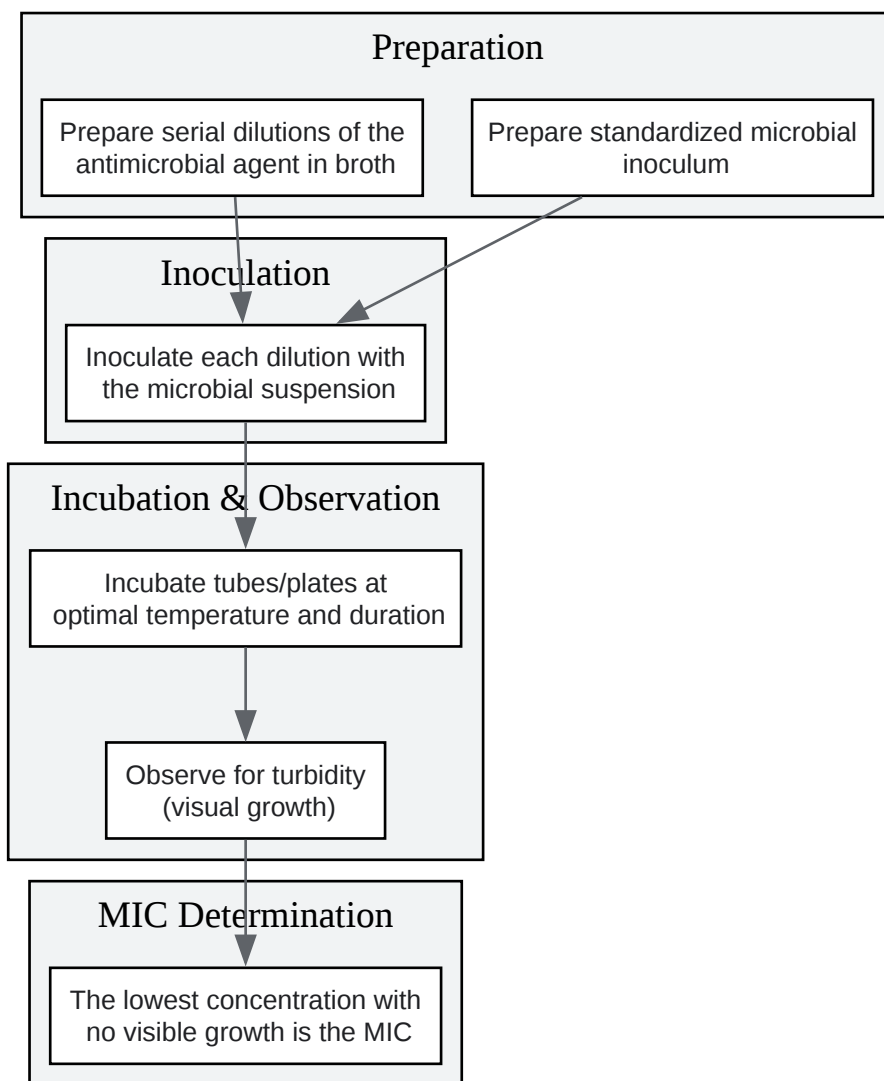 Preparation
Prepare serial dilutions of the
antimicrobial agent in broth
Prepare standardized microbial
inoculum
Inoculation
Inoculate each dilution with
the microbial suspension
Incubation & Observation
Incubate tubes/plates at
optimal temperature and duration
Observe for turbidity
(visual growth)
MIC Determination
The lowest concentration with
no visible growth is the MIC